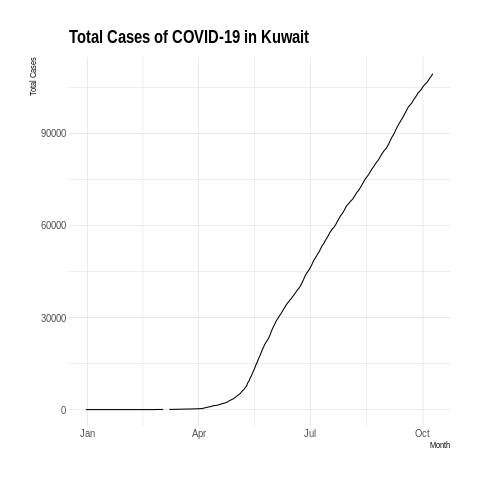 Total Cases of COVID-19 in Kuwait
Total Cases
90000
60000
30000
0
Jan Apr Jul Oct
Month